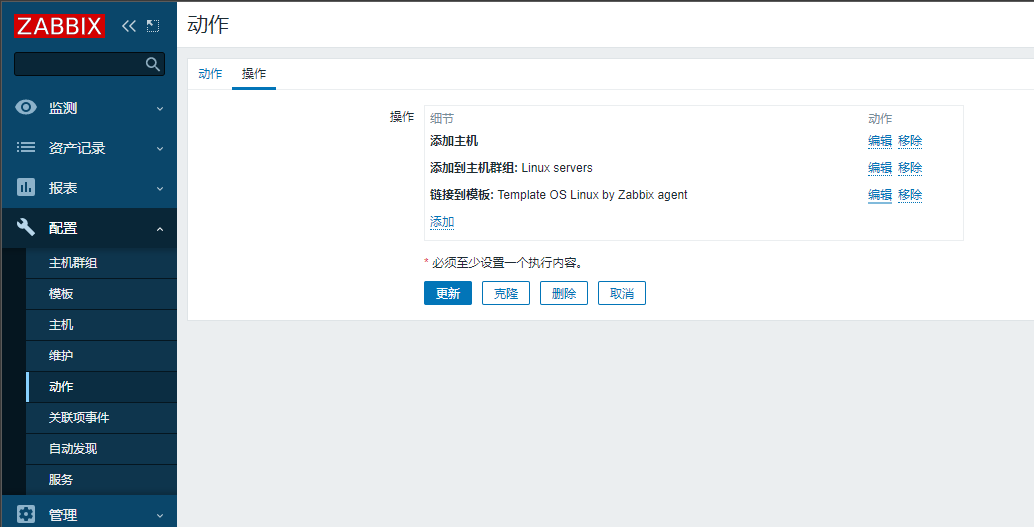 ZABBIX
监测
资产记录
报表
配置
主机群组
模板
主机
维护
动作
关联项事件
自动发现
服务
管理
动作
动作 操作
操作 细节 动作
添加主机 编辑 移除
添加到主机群组: Linux servers 编辑 移除
链接到模板: Template OS Linux by Zabbix agent 编辑 移除
添加
* 必须至少设置一个执行内容。
更新 克隆 删除 取消